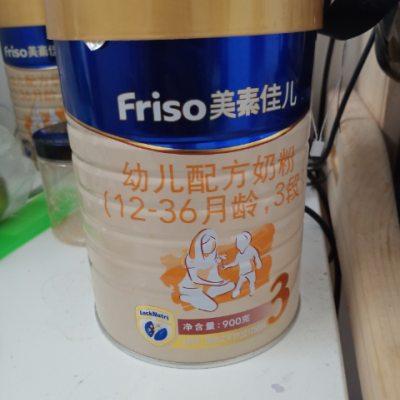 Friso美素佳儿
幼儿配方奶粉
(12-36月龄,3段
3
LockNutri
净含量:900克